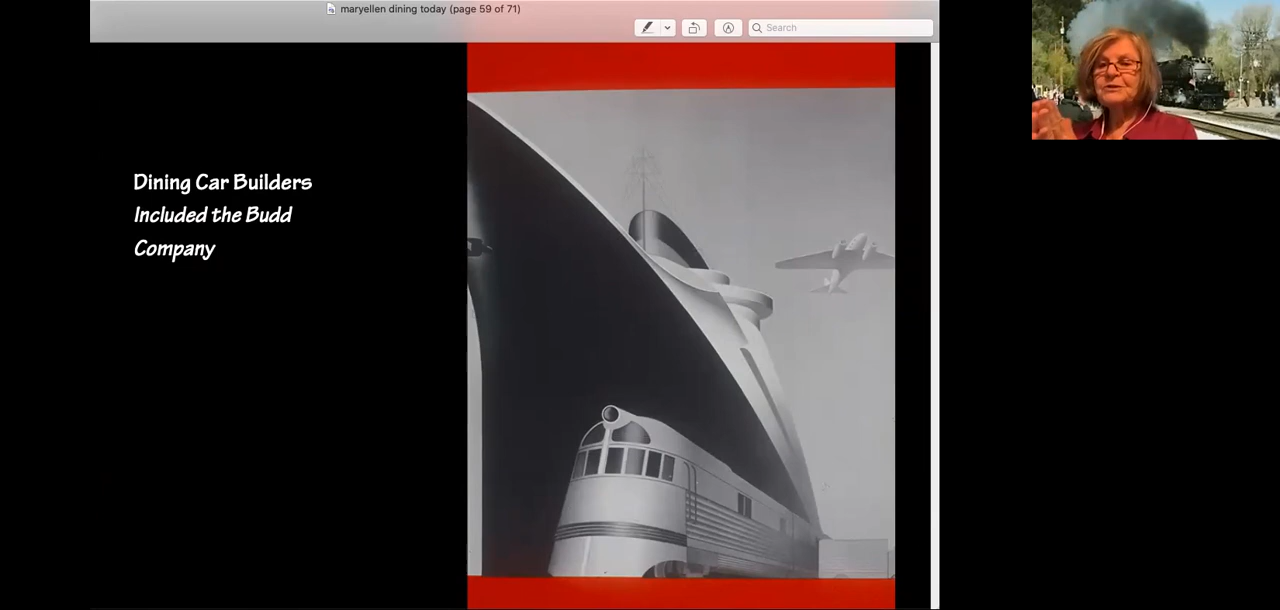 maryellen dining today (page 59 of 71)
Search
Dining Car Builders
Included the Budd
Company